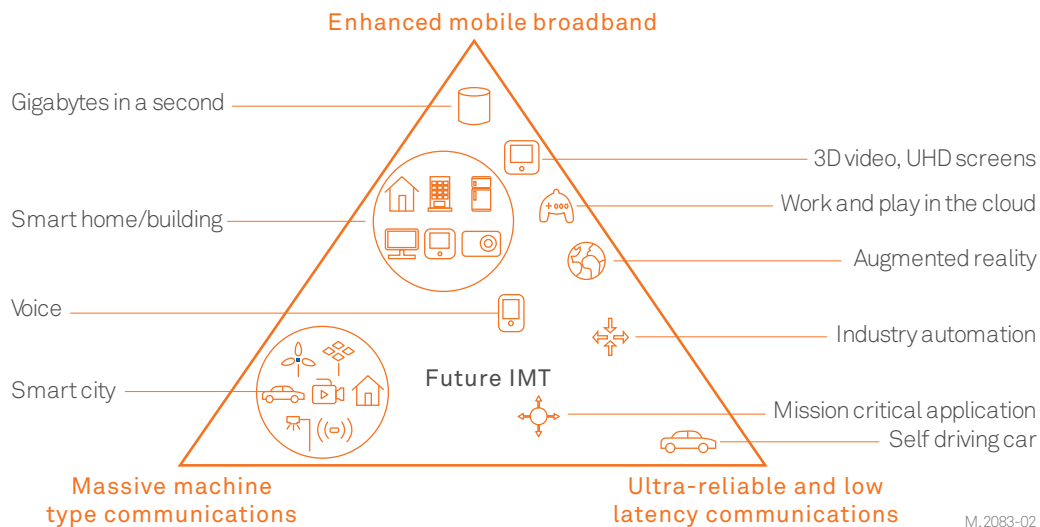 Enhanced mobile broadband
Gigabytes in a second
3D video, UHD screens
Smart home/building
Work and play in the cloud
Augmented reality
Voice
Industry automation
Smart city
Future IMT
Mission critical application
Self driving car
Massive machine
type communications
Ultra-reliable and low
latency communications
M.2083-02